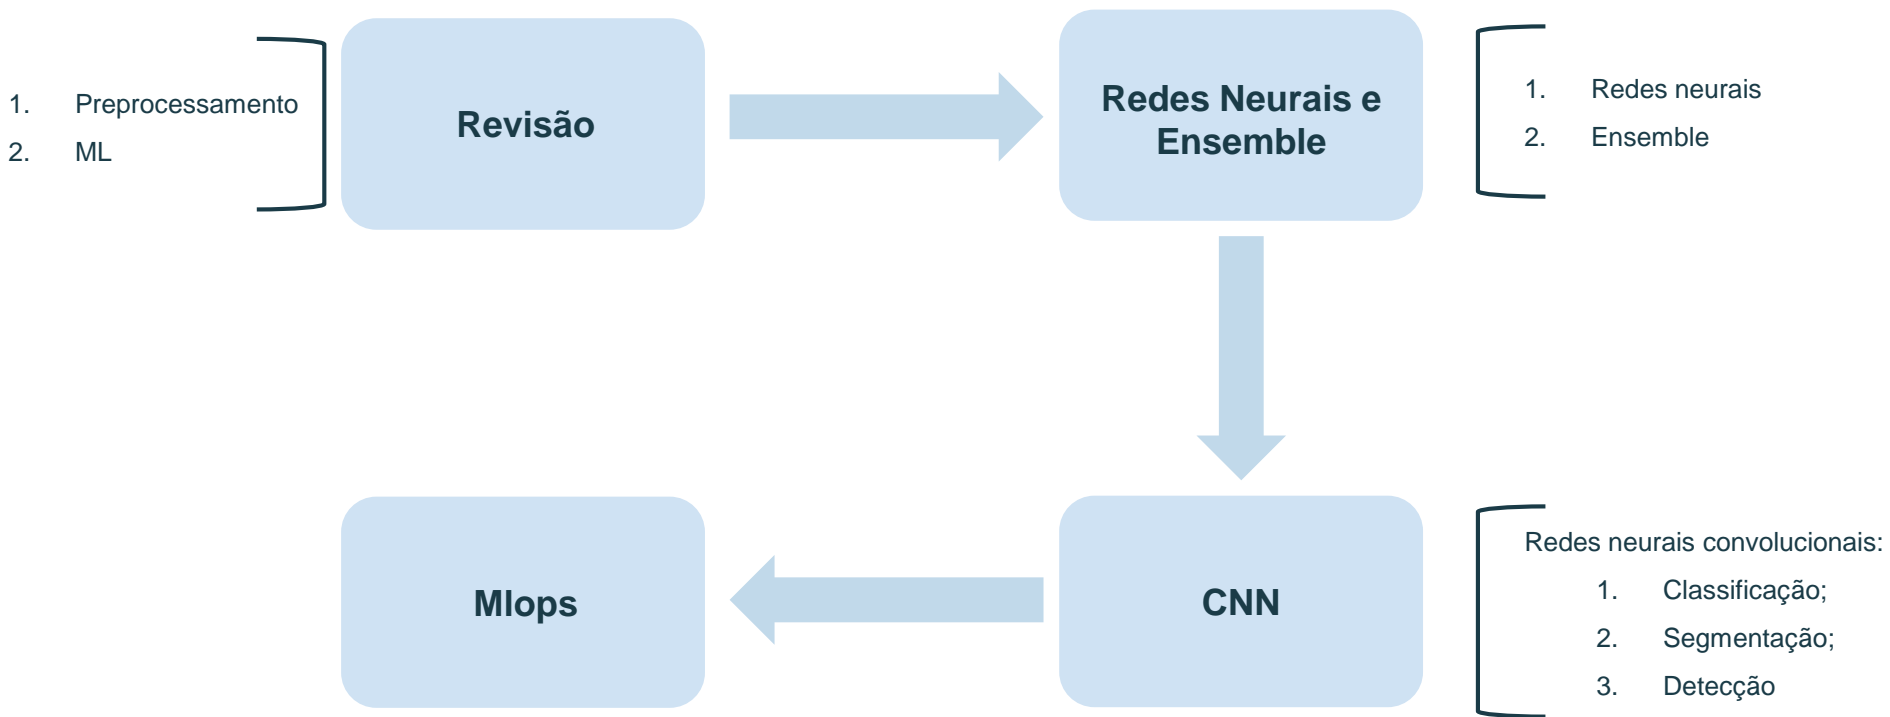 1. Preprocessamento
2. ML
Revisão
Redes Neurais e
Ensemble
1. Redes neurais
2. Ensemble
Mlops
CNN
Redes neurais convolucionais:
1. Classificação;
2. Segmentação;
3. Detecção